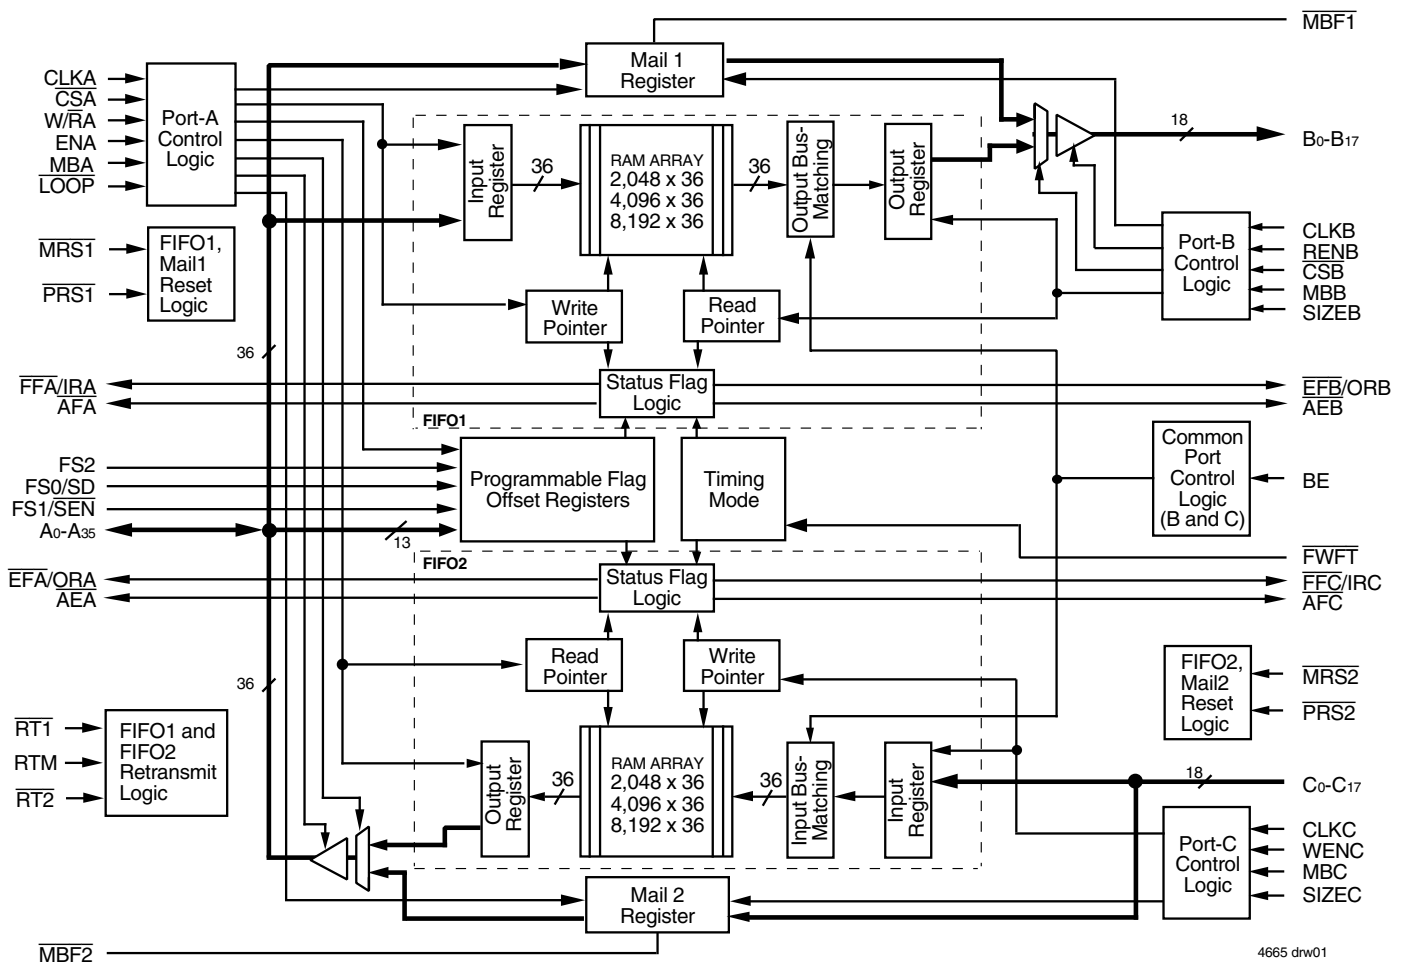 MBF1
Mail 1
Register
CLKA
CSA
W/RA
ENA
MBA
LOOP
Port-A
Control
Logic
36
36
18
B0-B17
Input
Register
RAM ARRAY
2,048 x 36
4,096 x 36
8,192 x 36
Output Bus-
Matching
Output
Register
MRS1
PRS1
FIFO1,
Mail1
Reset
Logic
Write
Pointer
Read
Pointer
Port-B
Control
Logic
CLKB
RENB
CSB
MBB
SIZEB
36
FFA/IRA
AFA
Status Flag
Logic
EFB/ORB
AEB
FIFO1
FS2
FS0/SD
FS1/SEN
A0-A35
13
Programmable Flag
Offset Registers
Timing
Mode
Common
Port
Control
Logic
(B and C)
BE
FWFT
FIFO2
EFA/ORA
AEA
Status Flag
Logic
FFC/IRC
AFC
Read
Pointer
Write
Pointer
36
FIFO2,
Mail2
Reset
Logic
MRS2
PRS2
RT1
RTM
RT2
FIFO1 and
FIFO2
Retransmit
Logic
Output
Register
36
RAM ARRAY
2,048 x 36
4,096 x 36
8,192 x 36
36
Input Bus-
Matching
Input
Register
18
C0-C17
Port-C
Control
Logic
CLKC
WENC
MBC
SIZEC
Mail 2
Register
MBF2
4665 drw01